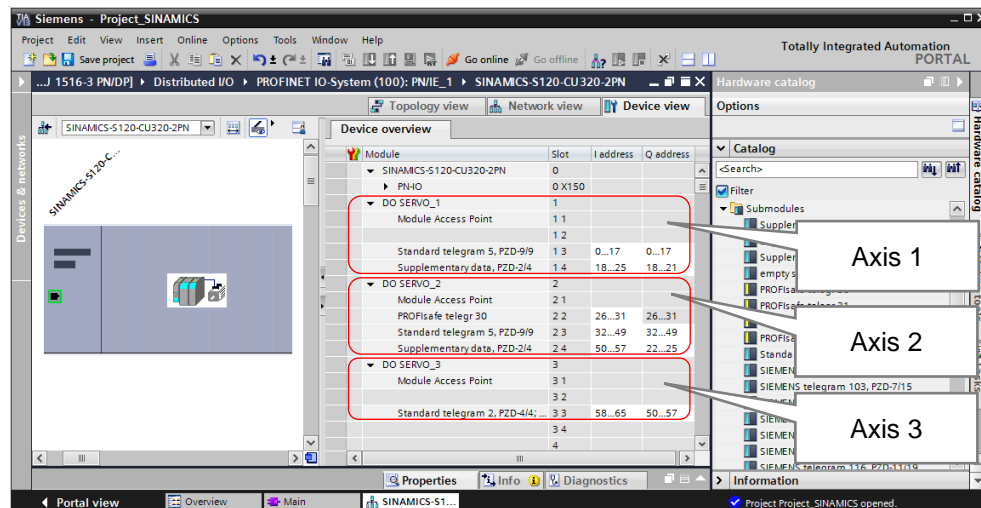 Siemens - Project_SINAMICS
Project Edit View Insert Online Options Tools Window Help
Save project Go online Go offline
Totally Integrated Automation
PORTAL
...J 1516-3 PN/DP] Distributed I/O PROFINET IO-System (100): PN/IE_1 SINAMICS-S120-CU320-2PN
Hardware catalog
Topology view Network view Device view
Options
SINAMICS-S120-CU320-2PN
Device overview
Catalog
<Search>
Filter
Module Slot I address Q address
SINAMICS-S120-CU320-2PN 0
PN-IO 0 X150
DO SERVO_1 1
Module Access Point 1 1
1 2
Standard telegram 5, PZD-9/9 1 3 0...17 0...17
Supplementary data, PZD-2/4 1 4 18...25 18...21
DO SERVO_2 2
Module Access Point 2 1
PROFIsafe telegr 30 2 2 26...31 26...31
Standard telegram 5, PZD-9/9 2 3 32...49 32...49
Supplementary data, PZD-2/4 2 4 50...57 22...25
DO SERVO_3 3
Module Access Point 3 1
3 2
Standard telegram 2, PZD-4/4; ... 3 3 58...65 50...57
3 4
4
SINAMICS-S120-C...
Devices & networks
Submodules
SIEMENS telegram 103, PZD-7/15
SIEMENS telegram 116, PZD-11/19
Axis 1
Axis 2
Axis 3
Hardware catalog
Properties Info Diagnostics
Information
Portal view Overview Main SINAMICS-S1...
Project Project_SINAMICS opened.